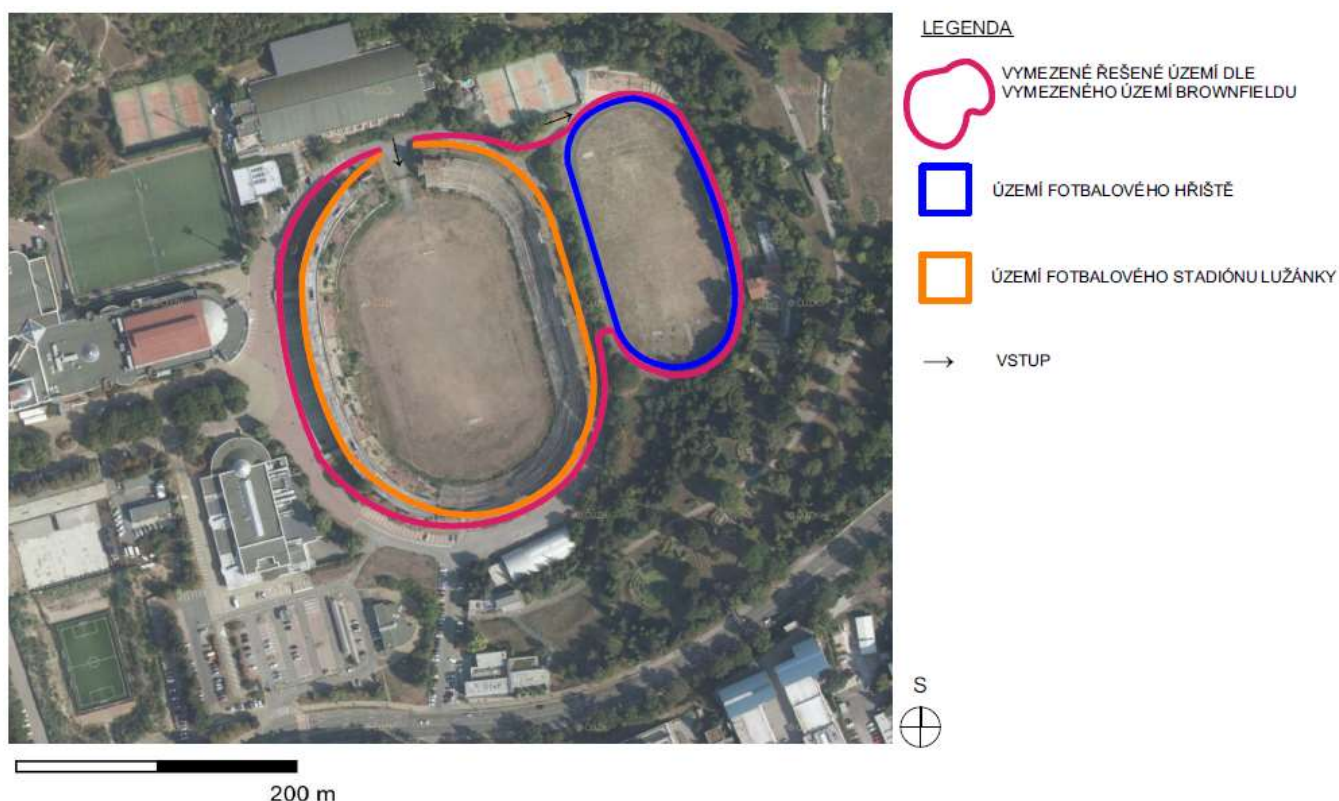 LEGENDA
VYMEZENÉ ŘEŠENÉ ÚZEMÍ DLE
VYMEZENÉHO ÚZEMÍ BROWNFIELDU
ÚZEMÍ FOTBALOVÉHO HŘIŠTĚ
ÚZEMÍ FOTBALOVÉHO STADIÓNU LUŽÁNKY
VSTUP
S
200 m